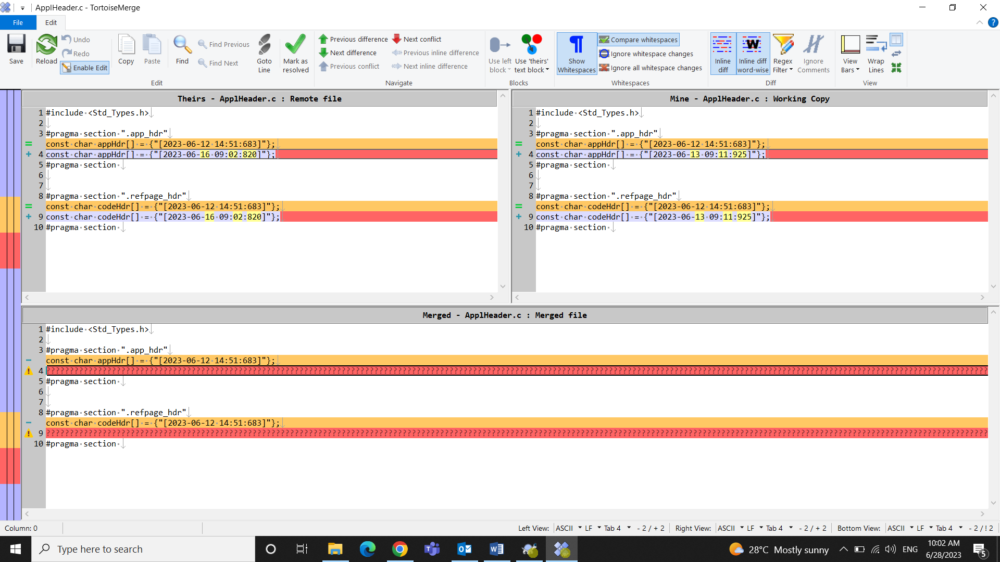 ApplHeader.c - TortoiseMerge
File
Edit
Save
Reload
Undo
Redo
Enable Edit
Copy
Paste
Find
Find Previous
Find Next
Goto Line
Mark as resolved
Edit
Previous difference
Next difference
Previous conflict
Next conflict
Previous inline difference
Next inline difference
Navigate
Use left block
Use 'theirs' text block
Blocks
Show Whitespaces
Compare whitespaces
Ignore whitespace changes
Ignore all whitespace changes
Whitespaces
Inline diff
Inline diff word-wise
Regex Filter
Ignore Comments
Diff
View Bars
Wrap Lines
View
Theirs - ApplHeader.c : Remote file
1 #include <Std_Types.h>
2
3 #pragma section ".app_hdr"
const char appHdr[] = {"[2023-06-12 14:51:683]"};
4 const char appHdr[] = {"[2023-06-16 09:02:820]"};
5 #pragma section
6
7
8 #pragma section ".refpage_hdr"
const char codeHdr[] = {"[2023-06-12 14:51:683]"};
9 const char codeHdr[] = {"[2023-06-16 09:02:820]"};
10 #pragma section
Mine - ApplHeader.c : Working Copy
1 #include <Std_Types.h>
2
3 #pragma section ".app_hdr"
const char appHdr[] = {"[2023-06-12 14:51:683]"};
4 const char appHdr[] = {"[2023-06-13 09:11:925]"};
5 #pragma section
6
7
8 #pragma section ".refpage_hdr"
const char codeHdr[] = {"[2023-06-12 14:51:683]"};
9 const char codeHdr[] = {"[2023-06-13 09:11:925]"};
10 #pragma section
Merged - ApplHeader.c : Merged file
1 #include <Std_Types.h>
2
3 #pragma section ".app_hdr"
const char appHdr[] = {"[2023-06-12 14:51:683]"};
4
5 #pragma section
6
7
8 #pragma section ".refpage_hdr"
const char codeHdr[] = {"[2023-06-12 14:51:683]"};
9
10 #pragma section
Column: 0
Left View: ASCII LF Tab 4 - 2 / + 2
Right View: ASCII LF Tab 4 - 2 / + 2
Bottom View: ASCII LF Tab 4 - 2 / ! 2
Type here to search
28°C Mostly sunny
ENG
10:02 AM
6/28/2023
5